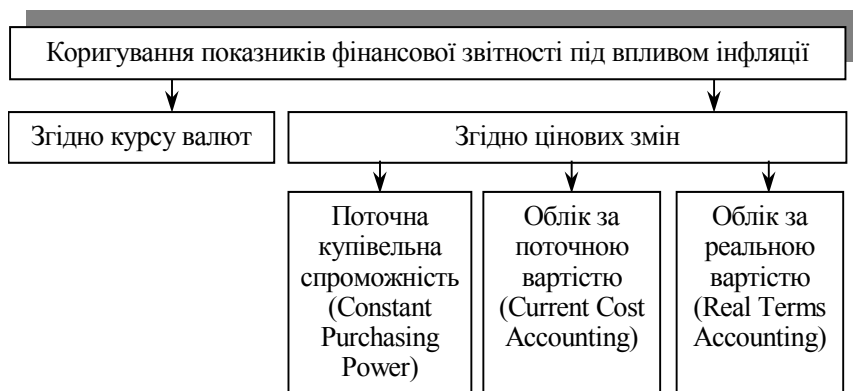 Коригування показників фінансової звітності під впливом інфляції
Згідно курсу валют
Згідно цінових змін
Поточна
купівельна
спроможність
(Constant
Purchasing
Power)
Облік за
поточною
вартістю
(Current Cost
Accounting)
Облік за
реальною
вартістю
(Real Terms
Accounting)